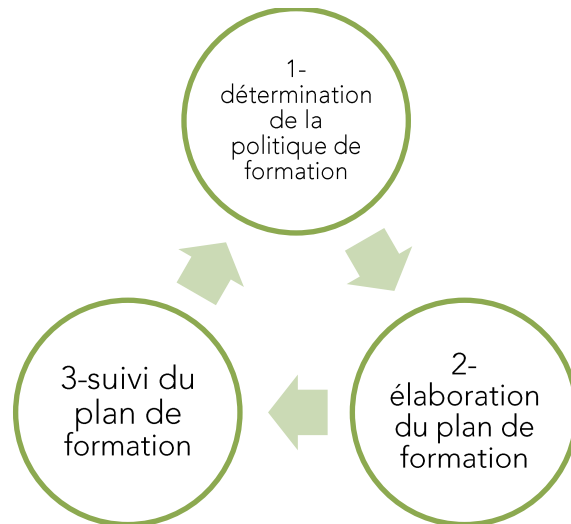 1-
détermination
de la
politique de
formation
2-
élaboration
du plan de
formation
3-suivi du
plan de
formation